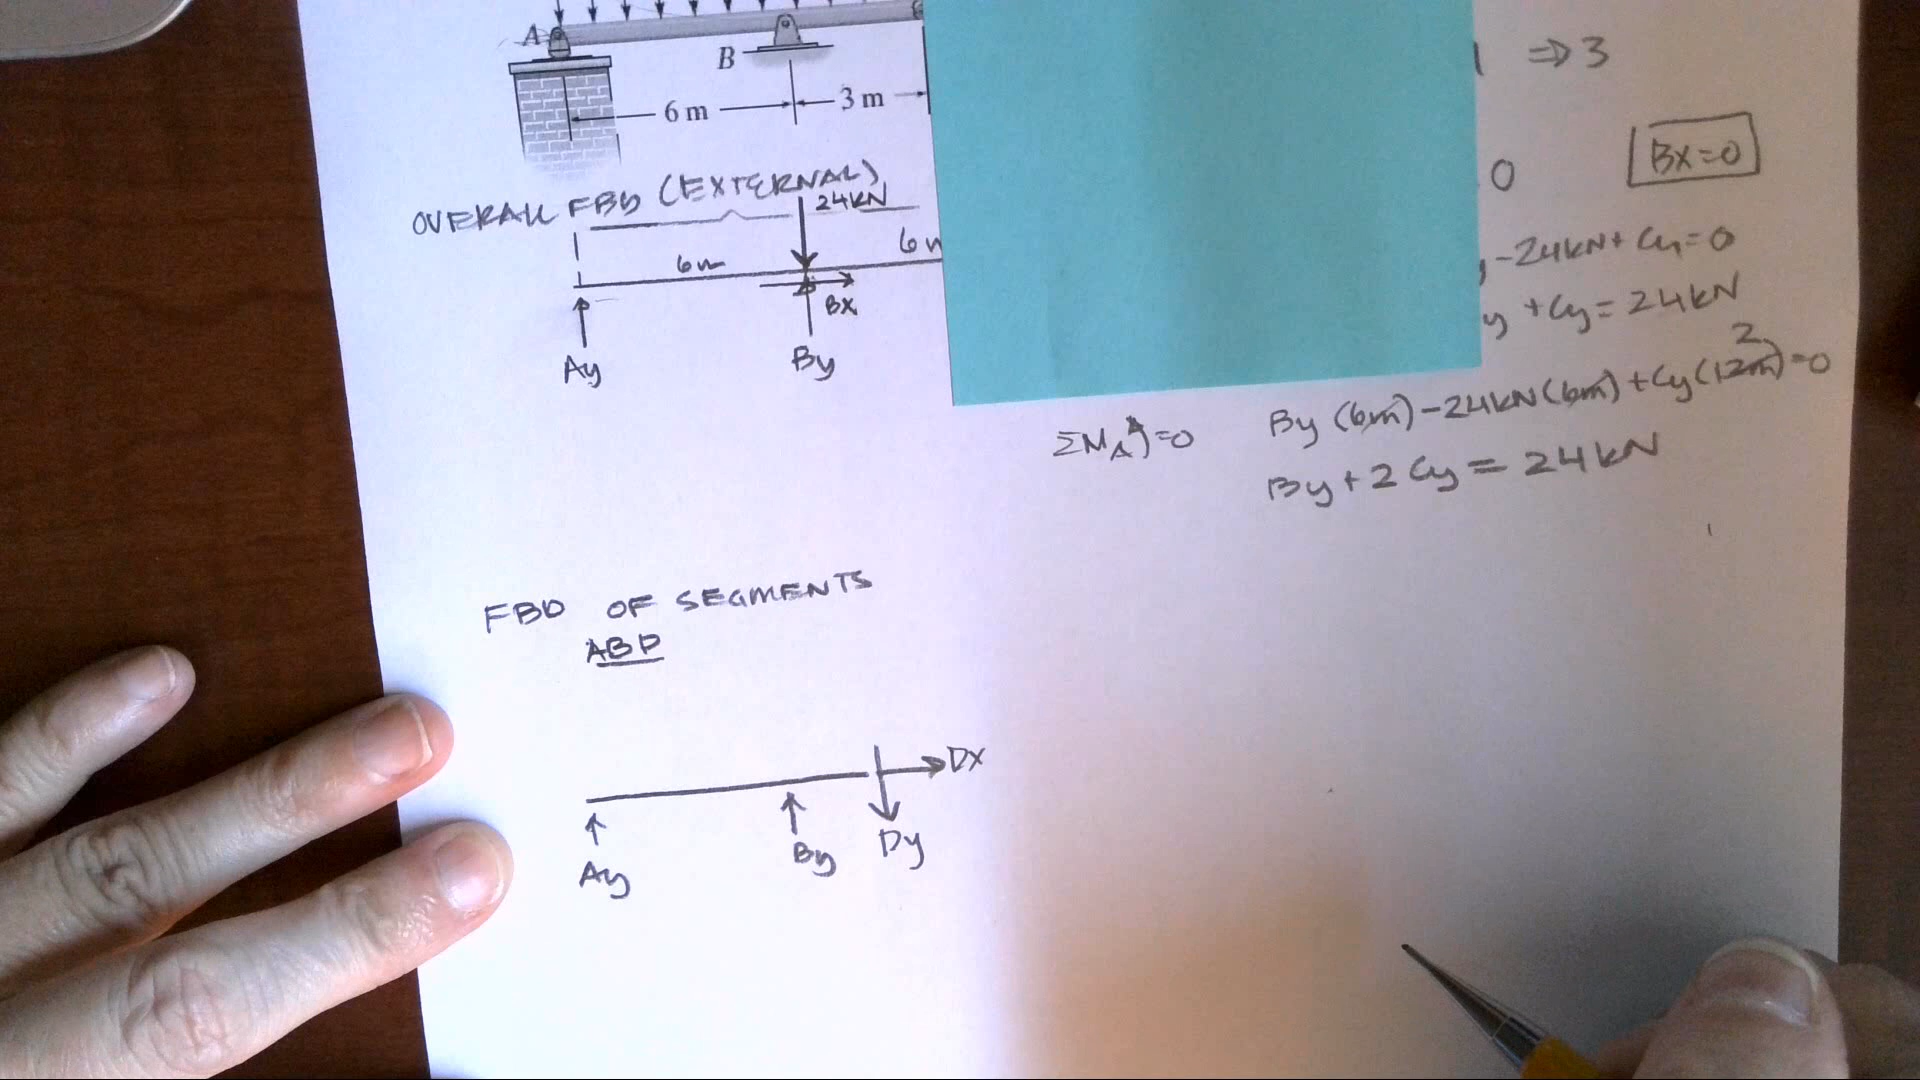 A
B
6 m
3 m
⇒ 3
0
Bx=0
OVERALL FBD (EXTERNAL)
24kN
6m
6m
Bx
Ay
By
-24kN+Cy=0
y +Cy=24kN
ΣMA=0 By (6m)-24kN(6m)+Cy(12m)=0
2
By+2Cy=24kN
FBD OF SEGMENTS
ABD
Dx
Ay
By
Dy